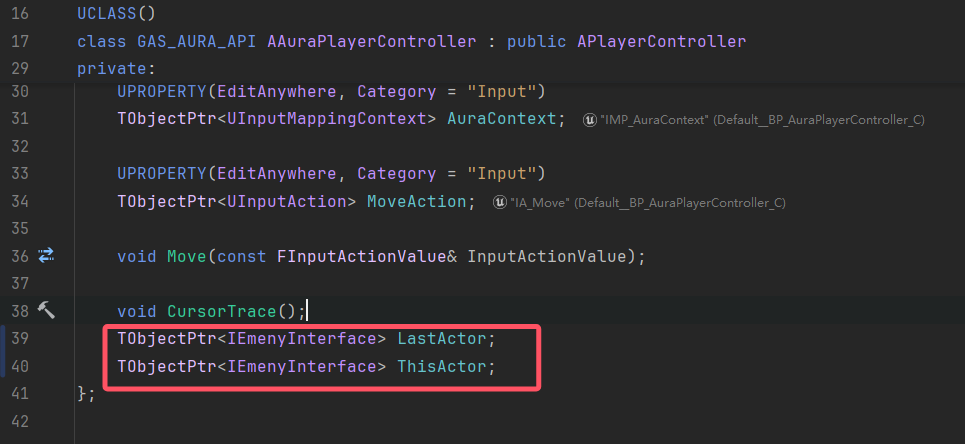 16 UCLASS()
17 class GAS_AURA_API AAuraPlayerController : public APlayerController
29 private:
30 UPROPERTY(EditAnywhere, Category = "Input")
31 TObjectPtr<UInputMappingContext> AuraContext; "IMP_AuraContext" (Default__BP_AuraPlayerController_C)
32
33 UPROPERTY(EditAnywhere, Category = "Input")
34 TObjectPtr<UInputAction> MoveAction; "IA_Move" (Default__BP_AuraPlayerController_C)
35
36 void Move(const FInputActionValue& InputActionValue);
37
38 void CursorTrace();
39 TObjectPtr<IEmenyInterface> LastActor;
40 TObjectPtr<IEmenyInterface> ThisActor;
41 };
42